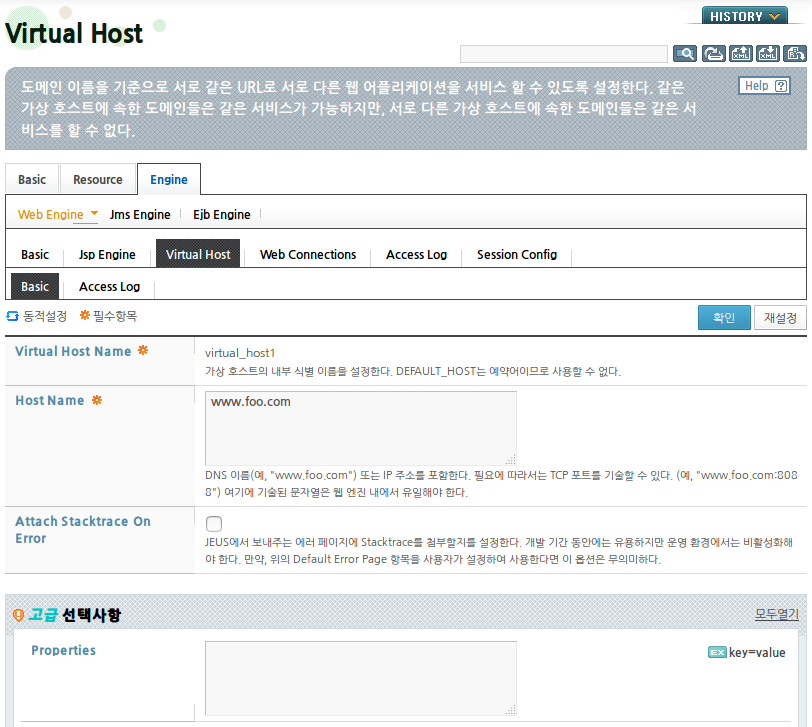 HISTORY
Virtual Host
도메인 이름을 기준으로 서로 같은 URL로 서로 다른 웹 어플리케이션을 서비스 할 수 있도록 설정한다. 같은
가상 호스트에 속한 도메인들은 같은 서비스가 가능하지만, 서로 다른 가상 호스트에 속한 도메인들은 같은 서
비스를 할 수 없다.
Help ?
Basic Resource Engine
Web Engine Jms Engine Ejb Engine
Basic Jsp Engine Virtual Host Web Connections Access Log Session Config
Basic Access Log
동적설정 필수항목 확인 재설정
Virtual Host Name virtual_host1
가상 호스트의 내부 식별 이름을 설정한다. DEFAULT_HOST는 예약어이므로 사용할 수 없다.
Host Name www.foo.com
DNS 이름(예, "www.foo.com") 또는 IP 주소를 포함한다. 필요에 따라서는 TCP 포트를 기술할 수 있다. (예, "www.foo.com:808
8") 여기에 기술된 문자열은 웹 엔진 내에서 유일해야 한다.
Attach Stacktrace On
Error
JEUS에서 보내주는 에러 페이지에 Stacktrace를 첨부할지를 설정한다. 개발 기간 동안에는 유용하지만 운영 환경에서는 비활성화해
야 한다. 만약, 위의 Default Error Page 항목을 사용자가 설정하여 사용한다면 이 옵션은 무의미하다.
고급 선택사항 모두열기
Properties EX key=value